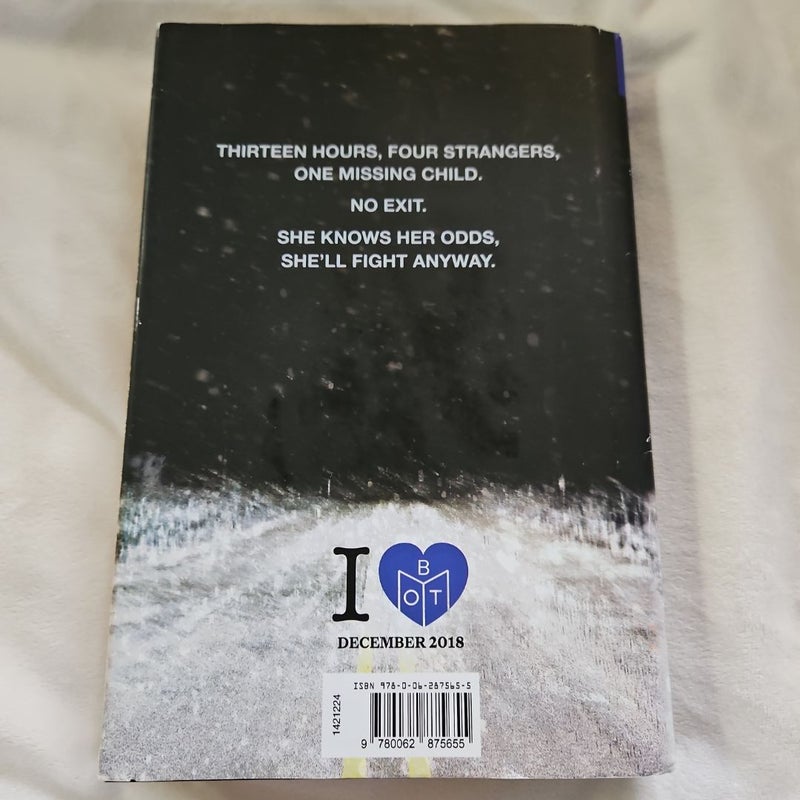 THIRTEEN HOURS, FOUR STRANGERS,
ONE MISSING CHILD.
NO EXIT.
SHE KNOWS HER ODDS,
SHE'LL FIGHT ANYWAY.
I
B
OT
DECEMBER 2018
ISBN 978-0-06-287565-5
1421224
9 780062 875655